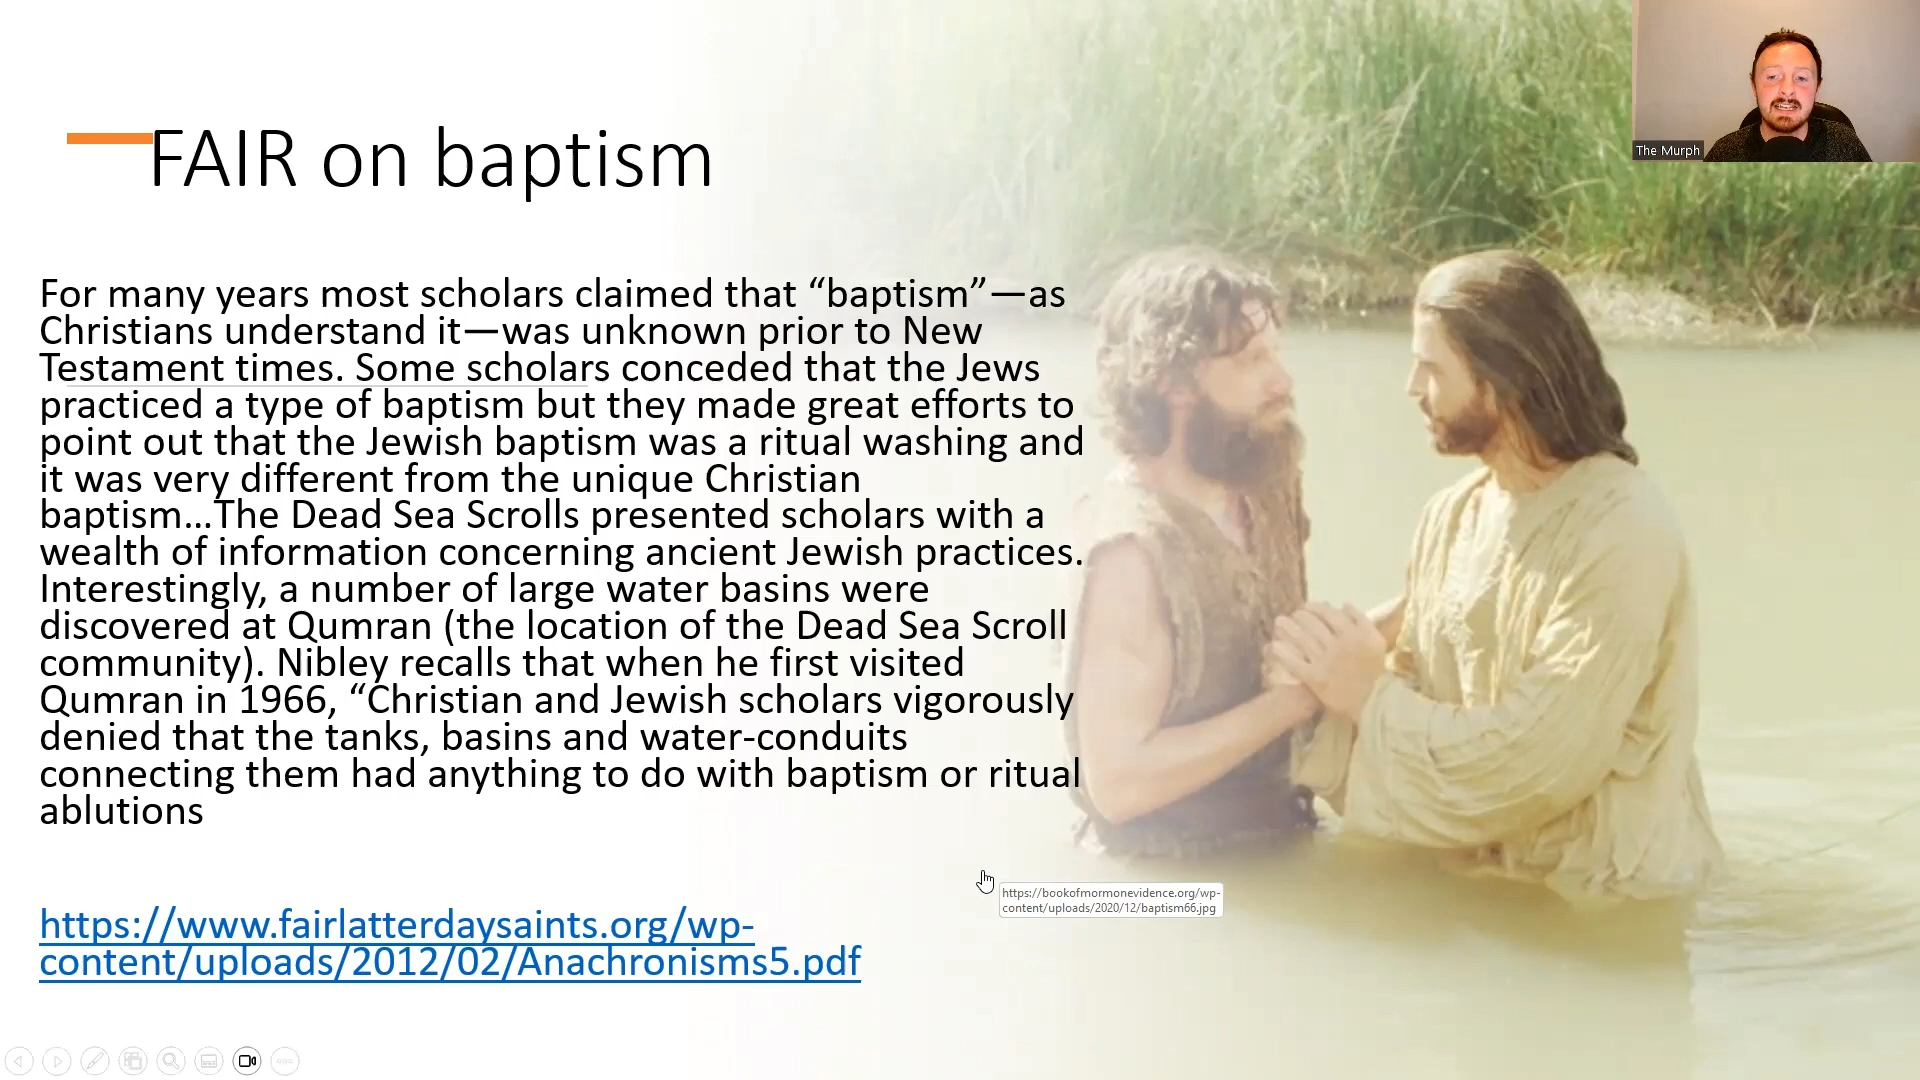 The Murph
FAIR on baptism
For many years most scholars claimed that “baptism”—as
Christians understand it—was unknown prior to New
Testament times. Some scholars conceded that the Jews
practiced a type of baptism but they made great efforts to
point out that the Jewish baptism was a ritual washing and
it was very different from the unique Christian
baptism…The Dead Sea Scrolls presented scholars with a
wealth of information concerning ancient Jewish practices.
Interestingly, a number of large water basins were
discovered at Qumran (the location of the Dead Sea Scroll
community). Nibley recalls that when he first visited
Qumran in 1966, “Christian and Jewish scholars vigorously
denied that the tanks, basins and water-conduits
connecting them had anything to do with baptism or ritual
ablutions
https://bookofmormonevidence.org/wp-
content/uploads/2020/12/baptism66.jpg
https://www.fairlatterdaysaints.org/wp-
content/uploads/2012/02/Anachronisms5.pdf